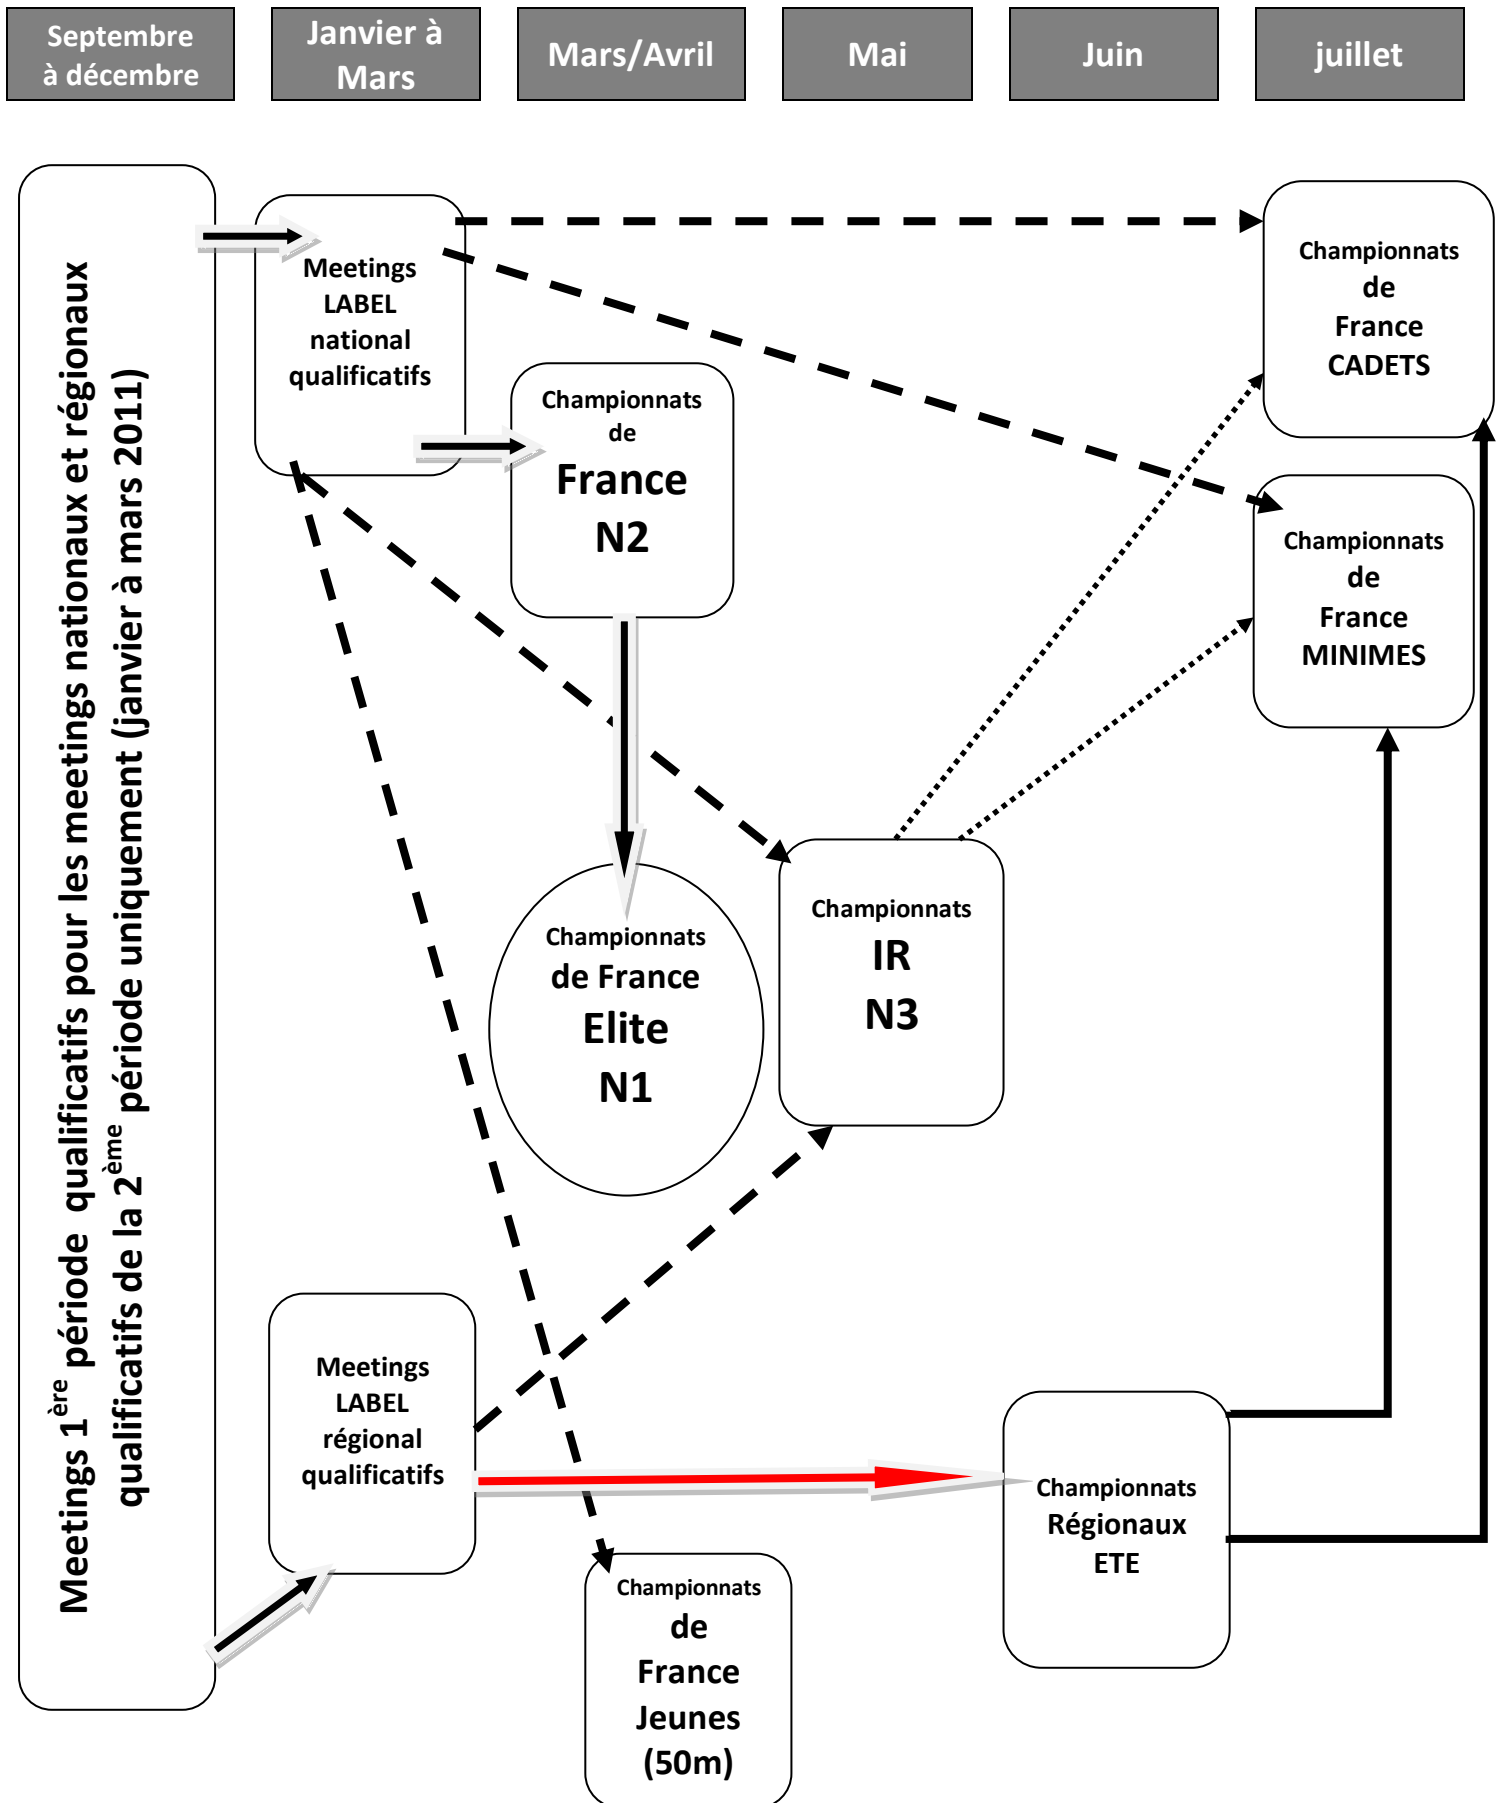 Septembre
à décembre
Janvier à
Mars
Mars/Avril
Mai
Juin
juillet
Meetings 1ère période qualificatifs pour les meetings nationaux et régionaux
qualificatifs de la 2ème période uniquement (janvier à mars 2011)
Meetings
LABEL
national
qualificatifs
Championnats
de
France
N2
Championnats
de
France
CADETS
Championnats
de
France
MINIMES
Championnats
de France
Elite
N1
Championnats
IR
N3
Meetings
LABEL
régional
qualificatifs
Championnats
Régionaux
ETE
Championnats
de
France
Jeunes
(50m)